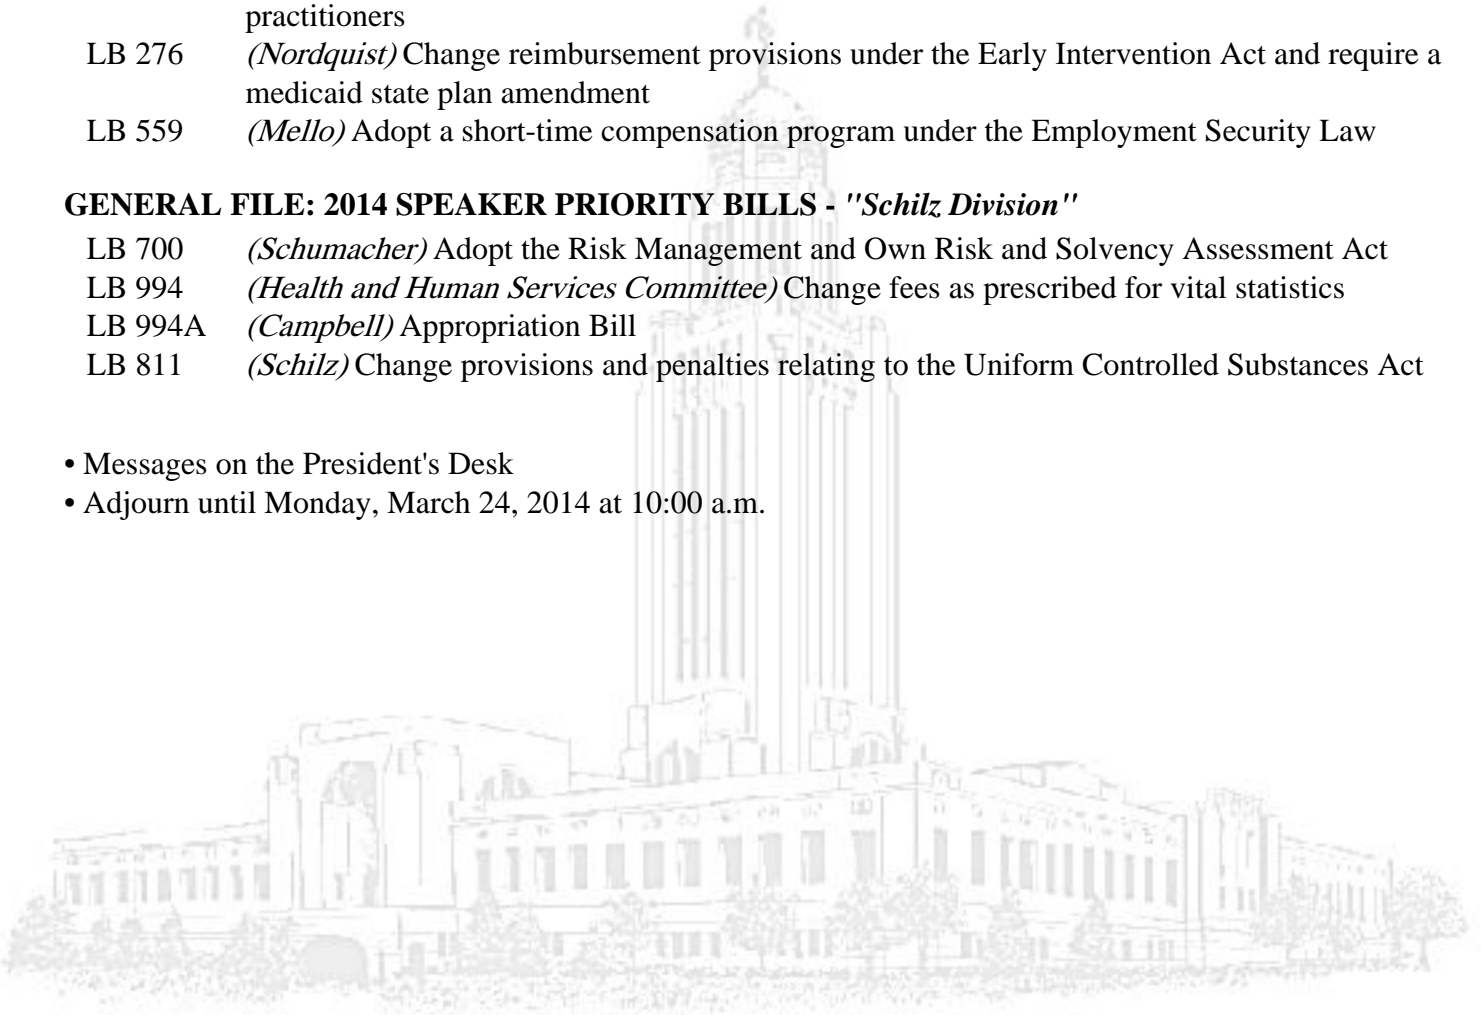 practitioners
LB 276 (Nordquist) Change reimbursement provisions under the Early Intervention Act and require a
medicaid state plan amendment
LB 559 (Mello) Adopt a short-time compensation program under the Employment Security Law
GENERAL FILE: 2014 SPEAKER PRIORITY BILLS - "Schilz Division"
LB 700 (Schumacher) Adopt the Risk Management and Own Risk and Solvency Assessment Act
LB 994 (Health and Human Services Committee) Change fees as prescribed for vital statistics
LB 994A (Campbell) Appropriation Bill
LB 811 (Schilz) Change provisions and penalties relating to the Uniform Controlled Substances Act
• Messages on the President's Desk
• Adjourn until Monday, March 24, 2014 at 10:00 a.m.